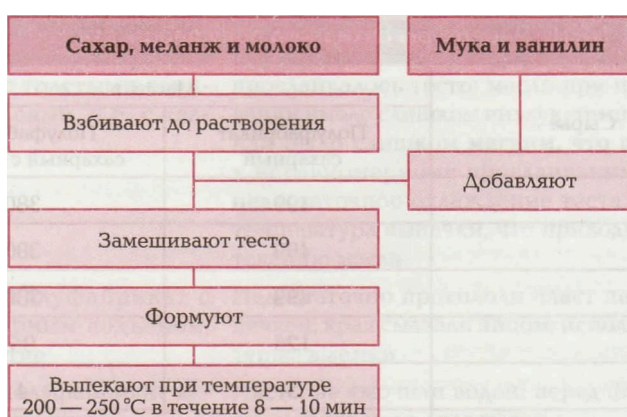 Сахар, меланж и молоко
Мука и ванилин
Взбивают до растворения
Добавляют
Замешивают тесто
Формуют
Выпекают при температуре
200 — 250 °С в течение 8 — 10 мин